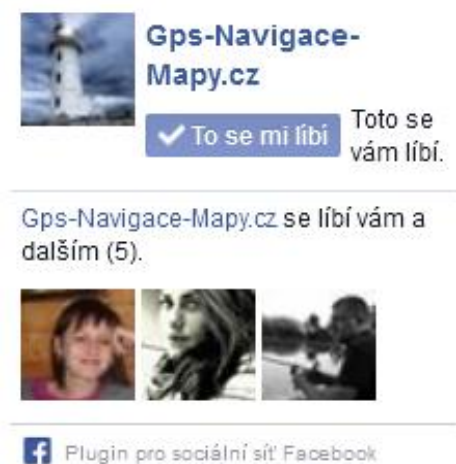 Gps-Navigace-
Mapy.cz
To se mi líbí
Toto se
vám líbí.
Gps-Navigace-Mapy.cz se líbí vám a
dalším (5).
Plugin pro sociální síť Facebook